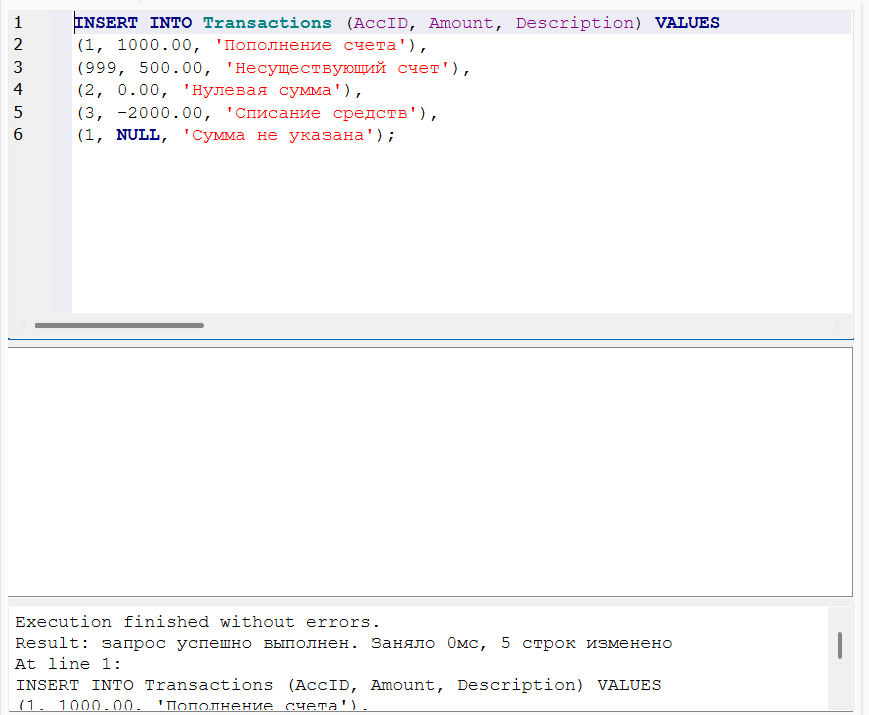 1 INSERT INTO Transactions (AccID, Amount, Description) VALUES
2 (1, 1000.00, 'Пополнение счета'),
3 (999, 500.00, 'Несуществующий счет'),
4 (2, 0.00, 'Нулевая сумма'),
5 (3, -2000.00, 'Списание средств'),
6 (1, NULL, 'Сумма не указана');
Execution finished without errors.
Result: запрос успешно выполнен. Заняло 0мс, 5 строк изменено
At line 1:
INSERT INTO Transactions (AccID, Amount, Description) VALUES
(1, 1000.00, 'Пополнение счета'),